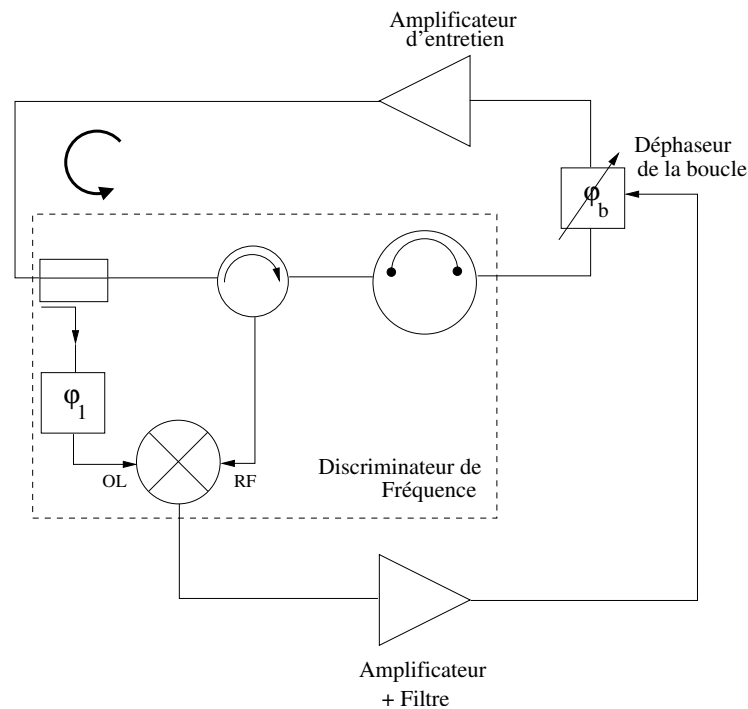 Amplificateur
d'entretien
Déphaseur
de la boucle
φb
φ1
OL
RF
Discriminateur de
Fréquence
Amplificateur
+ Filtre